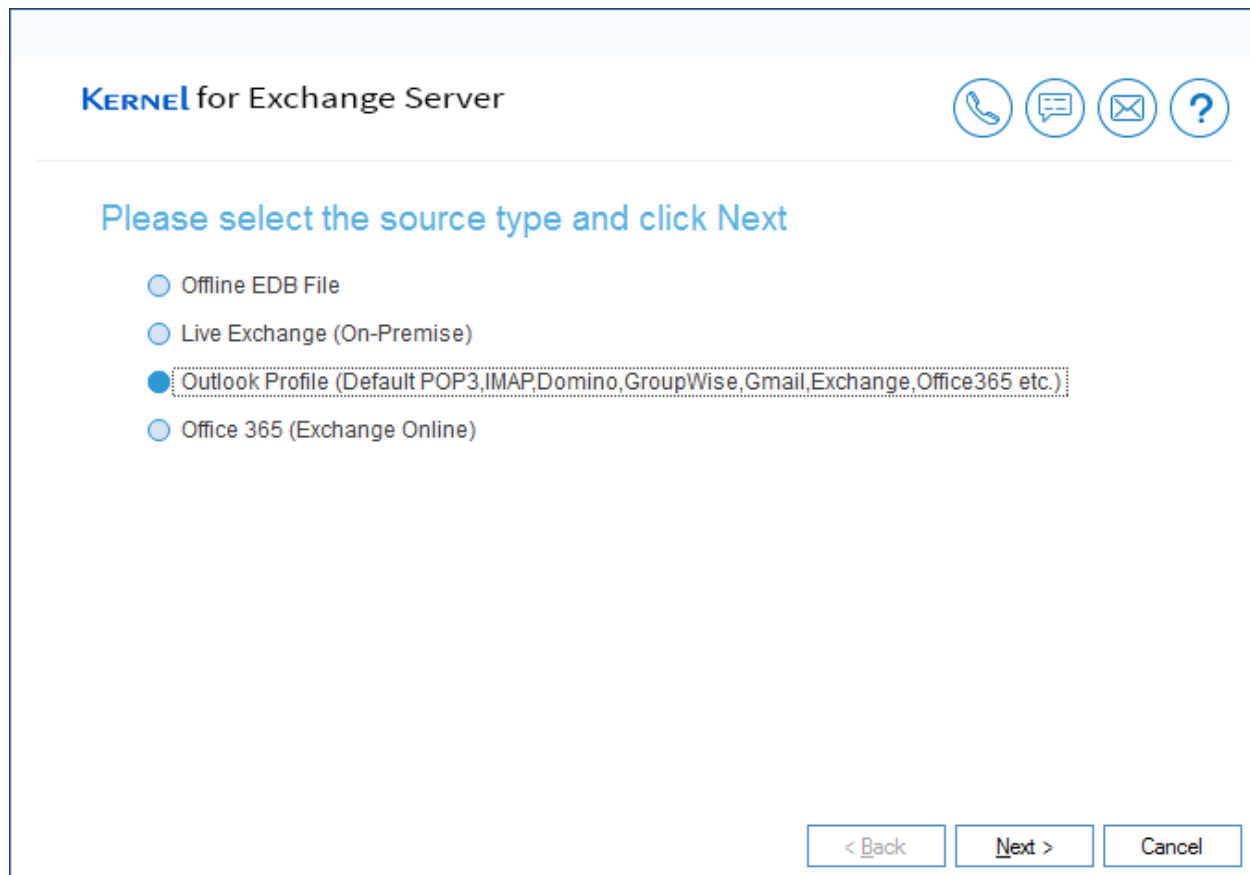 KERNEL for Exchange Server
?
Please select the source type and click Next
Offline EDB File
Live Exchange (On-Premise)
Outlook Profile (Default POP3,IMAP,Domino,GroupWise,Gmail,Exchange,Office365 etc.)
Office 365 (Exchange Online)
< Back Next > Cancel